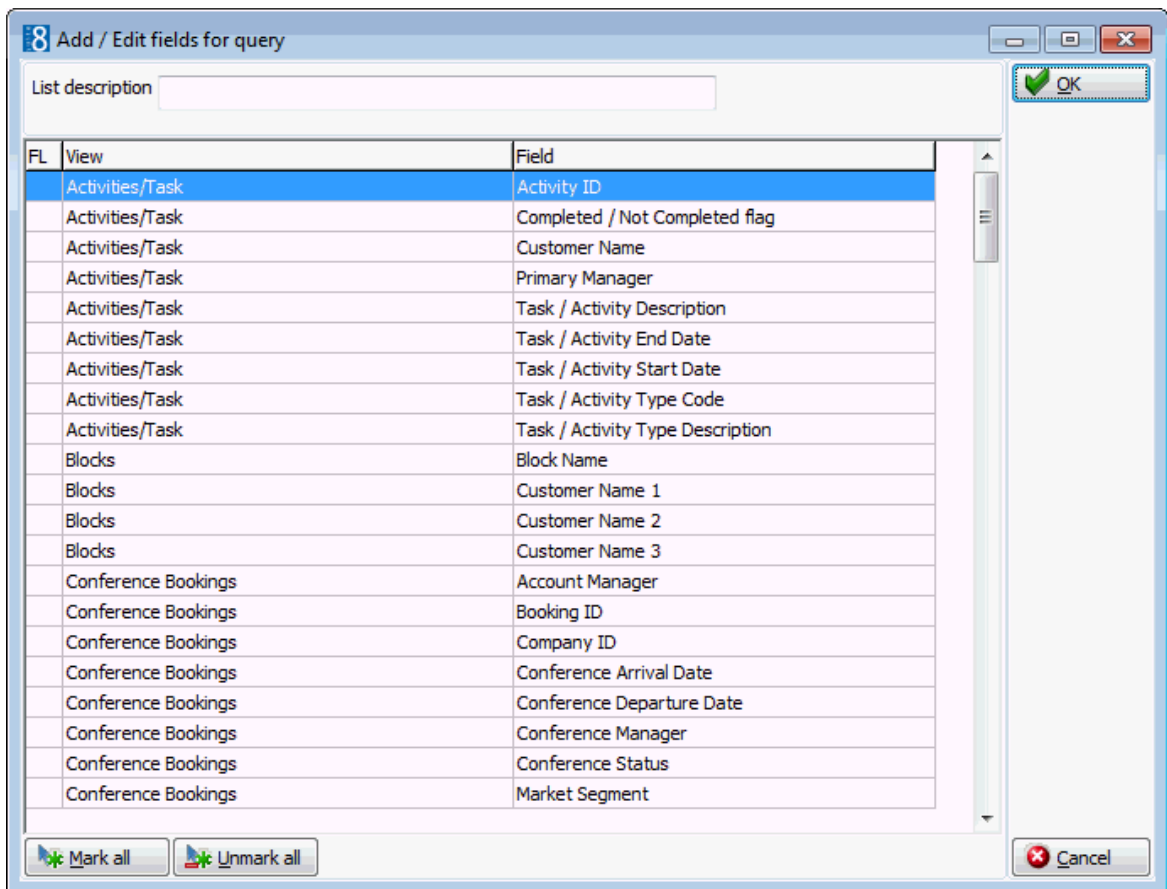 8 Add / Edit fields for query
List description
OK
FL View Field
Activities/Task Activity ID
Activities/Task Completed / Not Completed flag
Activities/Task Customer Name
Activities/Task Primary Manager
Activities/Task Task / Activity Description
Activities/Task Task / Activity End Date
Activities/Task Task / Activity Start Date
Activities/Task Task / Activity Type Code
Activities/Task Task / Activity Type Description
Blocks Block Name
Blocks Customer Name 1
Blocks Customer Name 2
Blocks Customer Name 3
Conference Bookings Account Manager
Conference Bookings Booking ID
Conference Bookings Company ID
Conference Bookings Conference Arrival Date
Conference Bookings Conference Departure Date
Conference Bookings Conference Manager
Conference Bookings Conference Status
Conference Bookings Market Segment
Mark all Unmark all Cancel